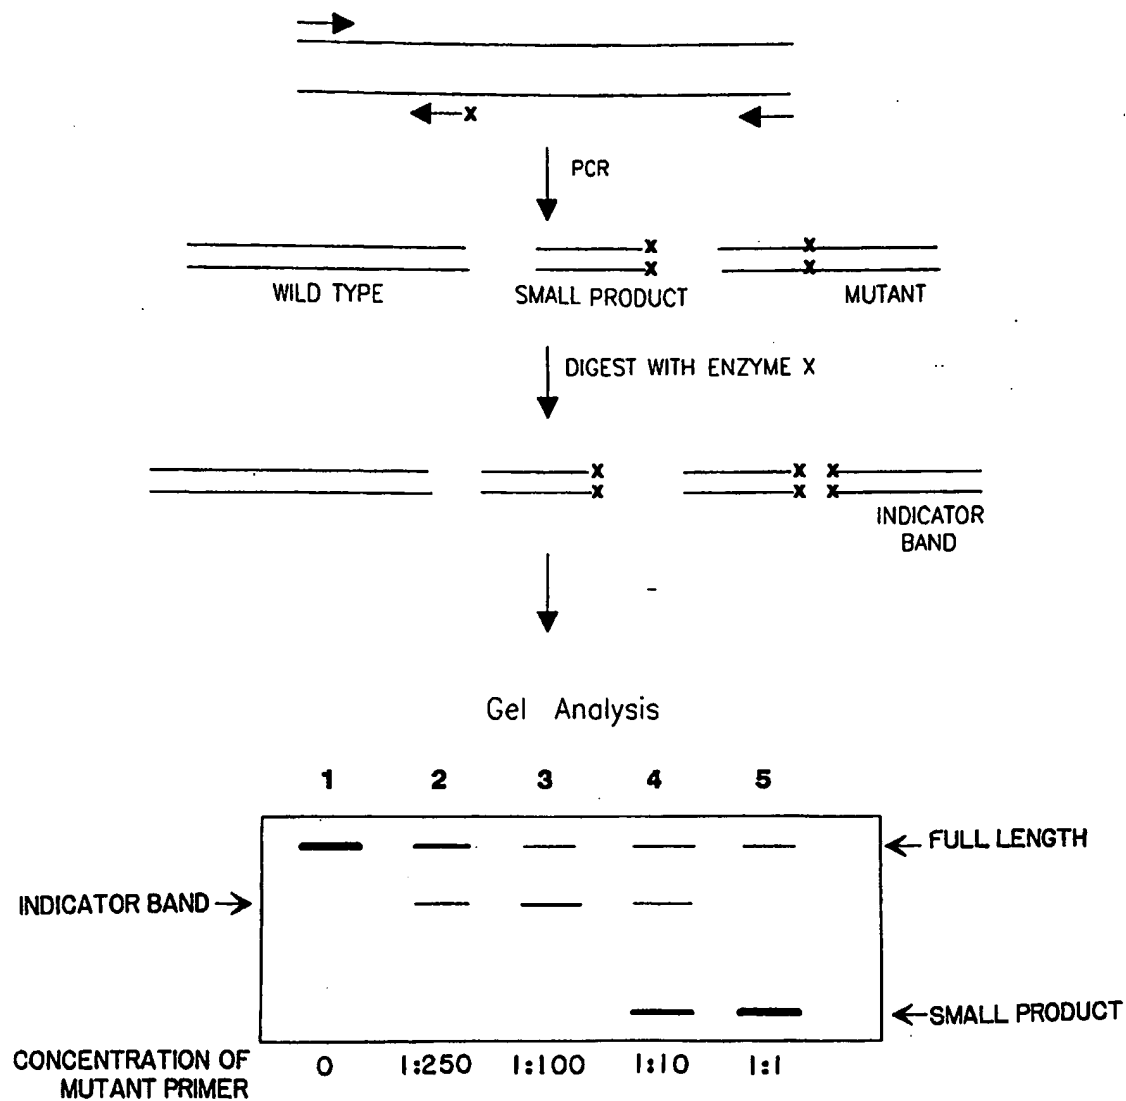 x
PCR
x
x
x
x
WILD TYPE
SMALL PRODUCT
MUTANT
DIGEST WITH ENZYME X
x
x
x
x
x
x
x
x
INDICATOR
BAND
Gel Analysis
1 2 3 4 5
FULL LENGTH
INDICATOR BAND
SMALL PRODUCT
CONCENTRATION OF
MUTANT PRIMER
0 1:250 1:100 1:10 1:1